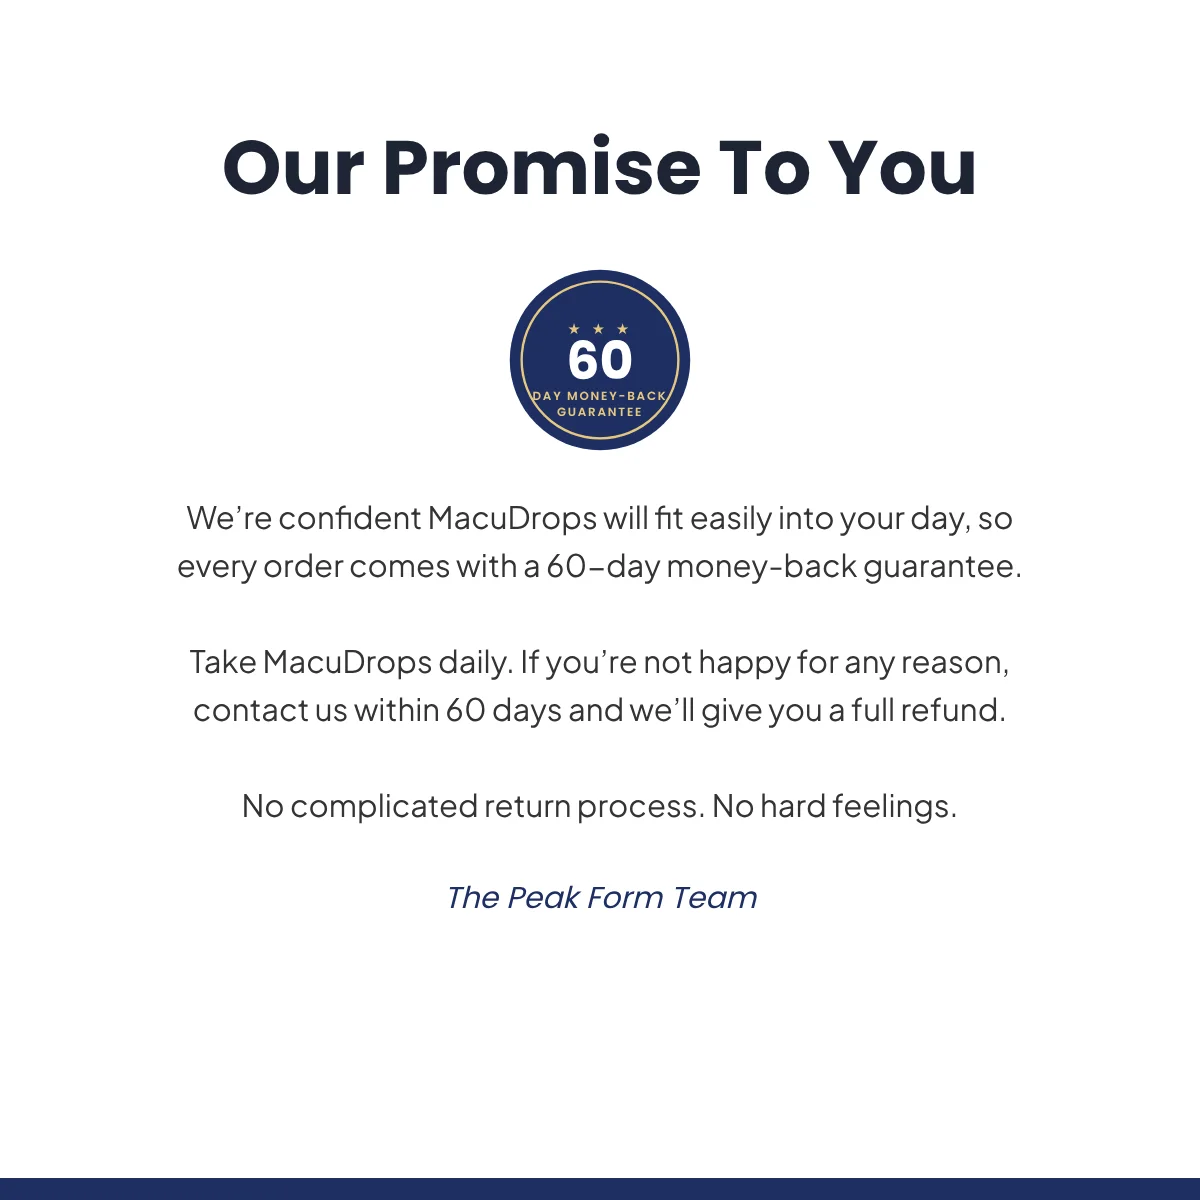 Our Promise To You
★ ★ ★
60
DAY MONEY-BACK
GUARANTEE
We’re confident MacuDrops will fit easily into your day, so
every order comes with a 60–day money-back guarantee.
Take MacuDrops daily. If you’re not happy for any reason,
contact us within 60 days and we’ll give you a full refund.
No complicated return process. No hard feelings.
The Peak Form Team